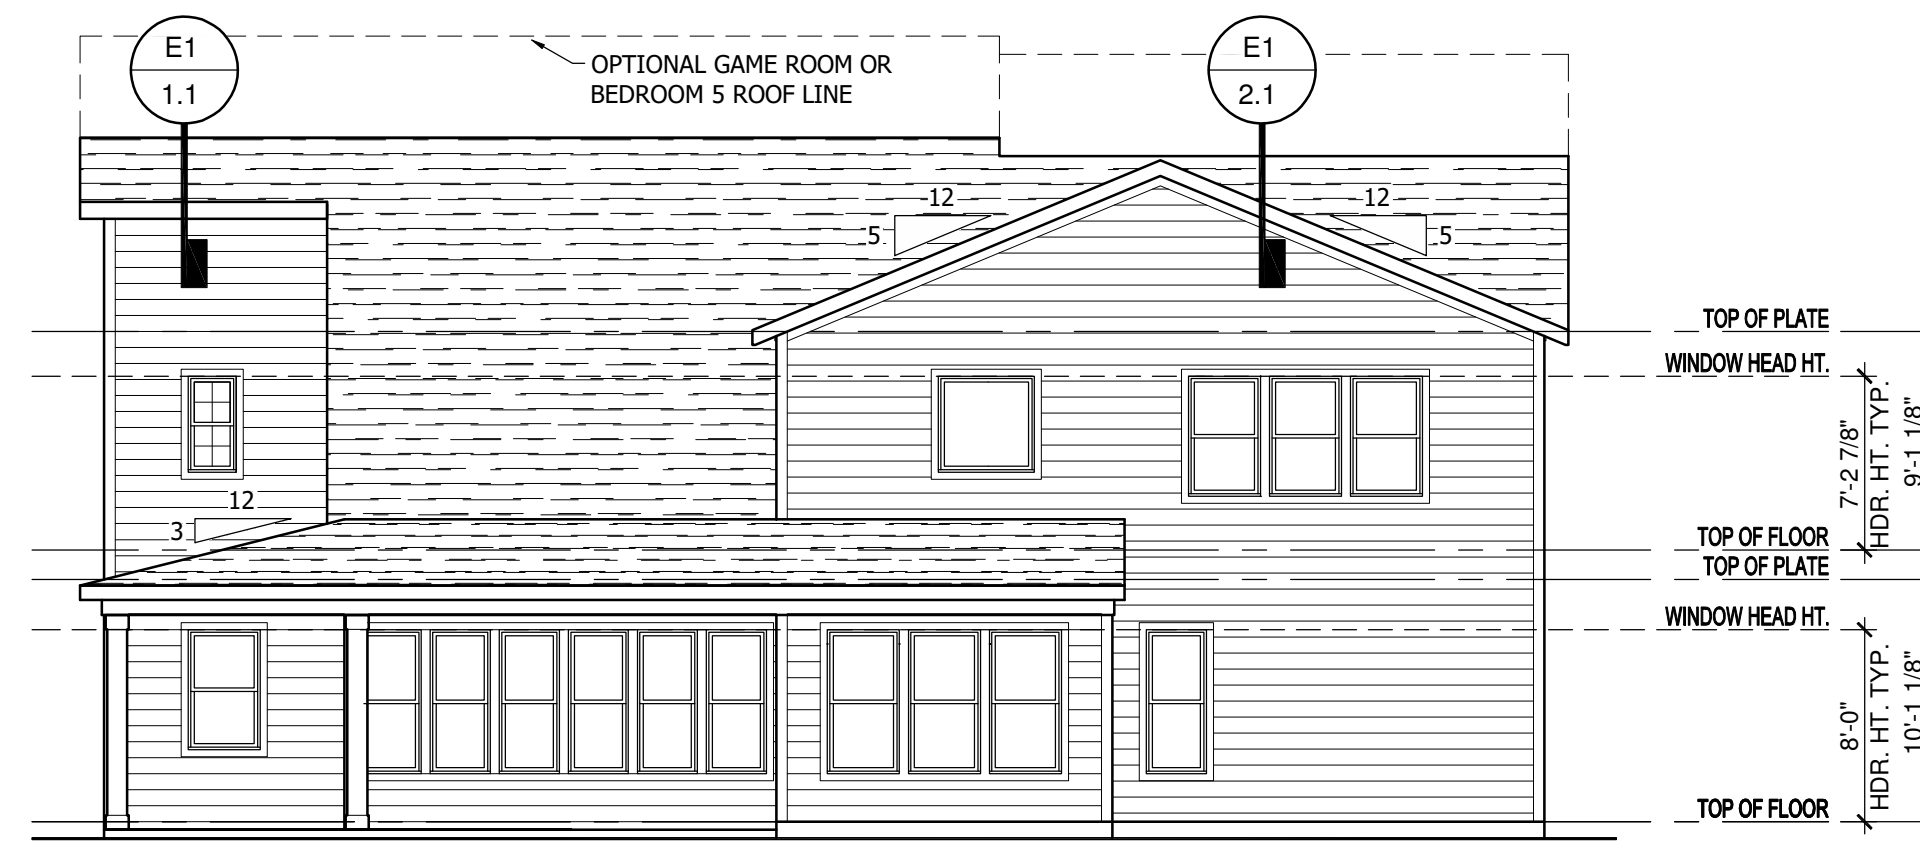 E1
1.1
OPTIONAL GAME ROOM OR
BEDROOM 5 ROOF LINE
E1
2.1
12
5
12
5
TOP OF PLATE
WINDOW HEAD HT.
7'-2 7/8"
HDR. HT. TYP.
9'-1 1/8"
12
3
TOP OF FLOOR
TOP OF PLATE
WINDOW HEAD HT.
8'-0"
HDR. HT. TYP.
10'-1 1/8"
TOP OF FLOOR